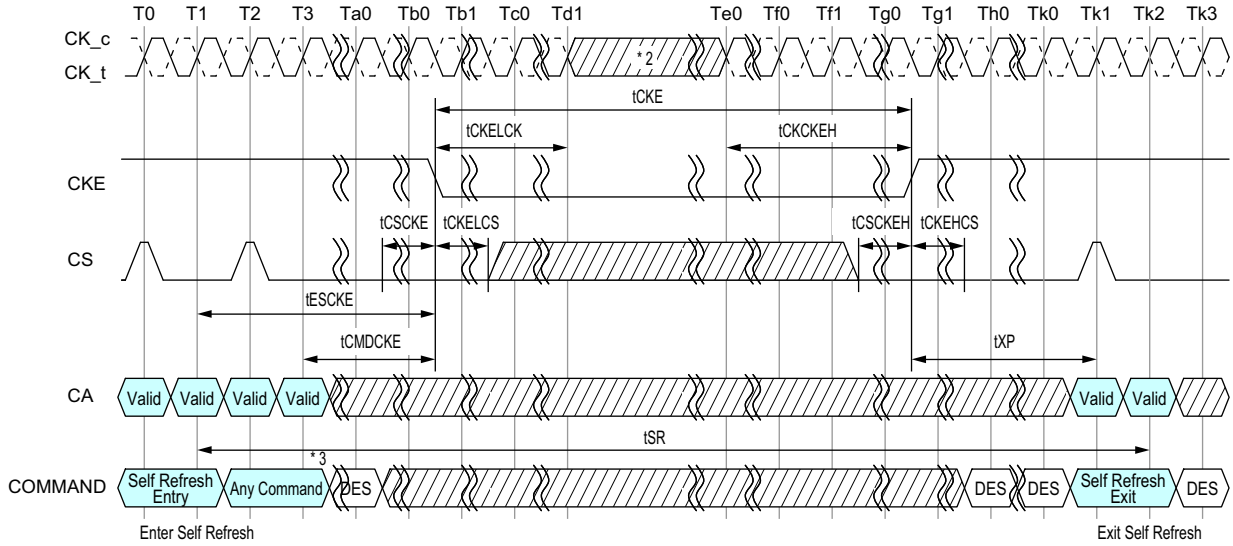 T0 T1 T2 T3 Ta0 Tb0 Tb1 Tc0 Td1 Te0 Tf0 Tf1 Tg0 Tg1 Th0 Tk0 Tk1 Tk2 Tk3
CK_c
CK_t
* 2
tCKE
tCKELCK tCKCKEH
CKE
tCSCKE tCKELCS tCSCKEH tCKEHCS
CS
tESCKE
tCMDCKE tXP
CA Valid Valid Valid Valid Valid Valid
tSR
* 3
COMMAND Self Refresh Entry Any Command DES DES DES Self Refresh Exit DES
Enter Self Refresh Exit Self Refresh